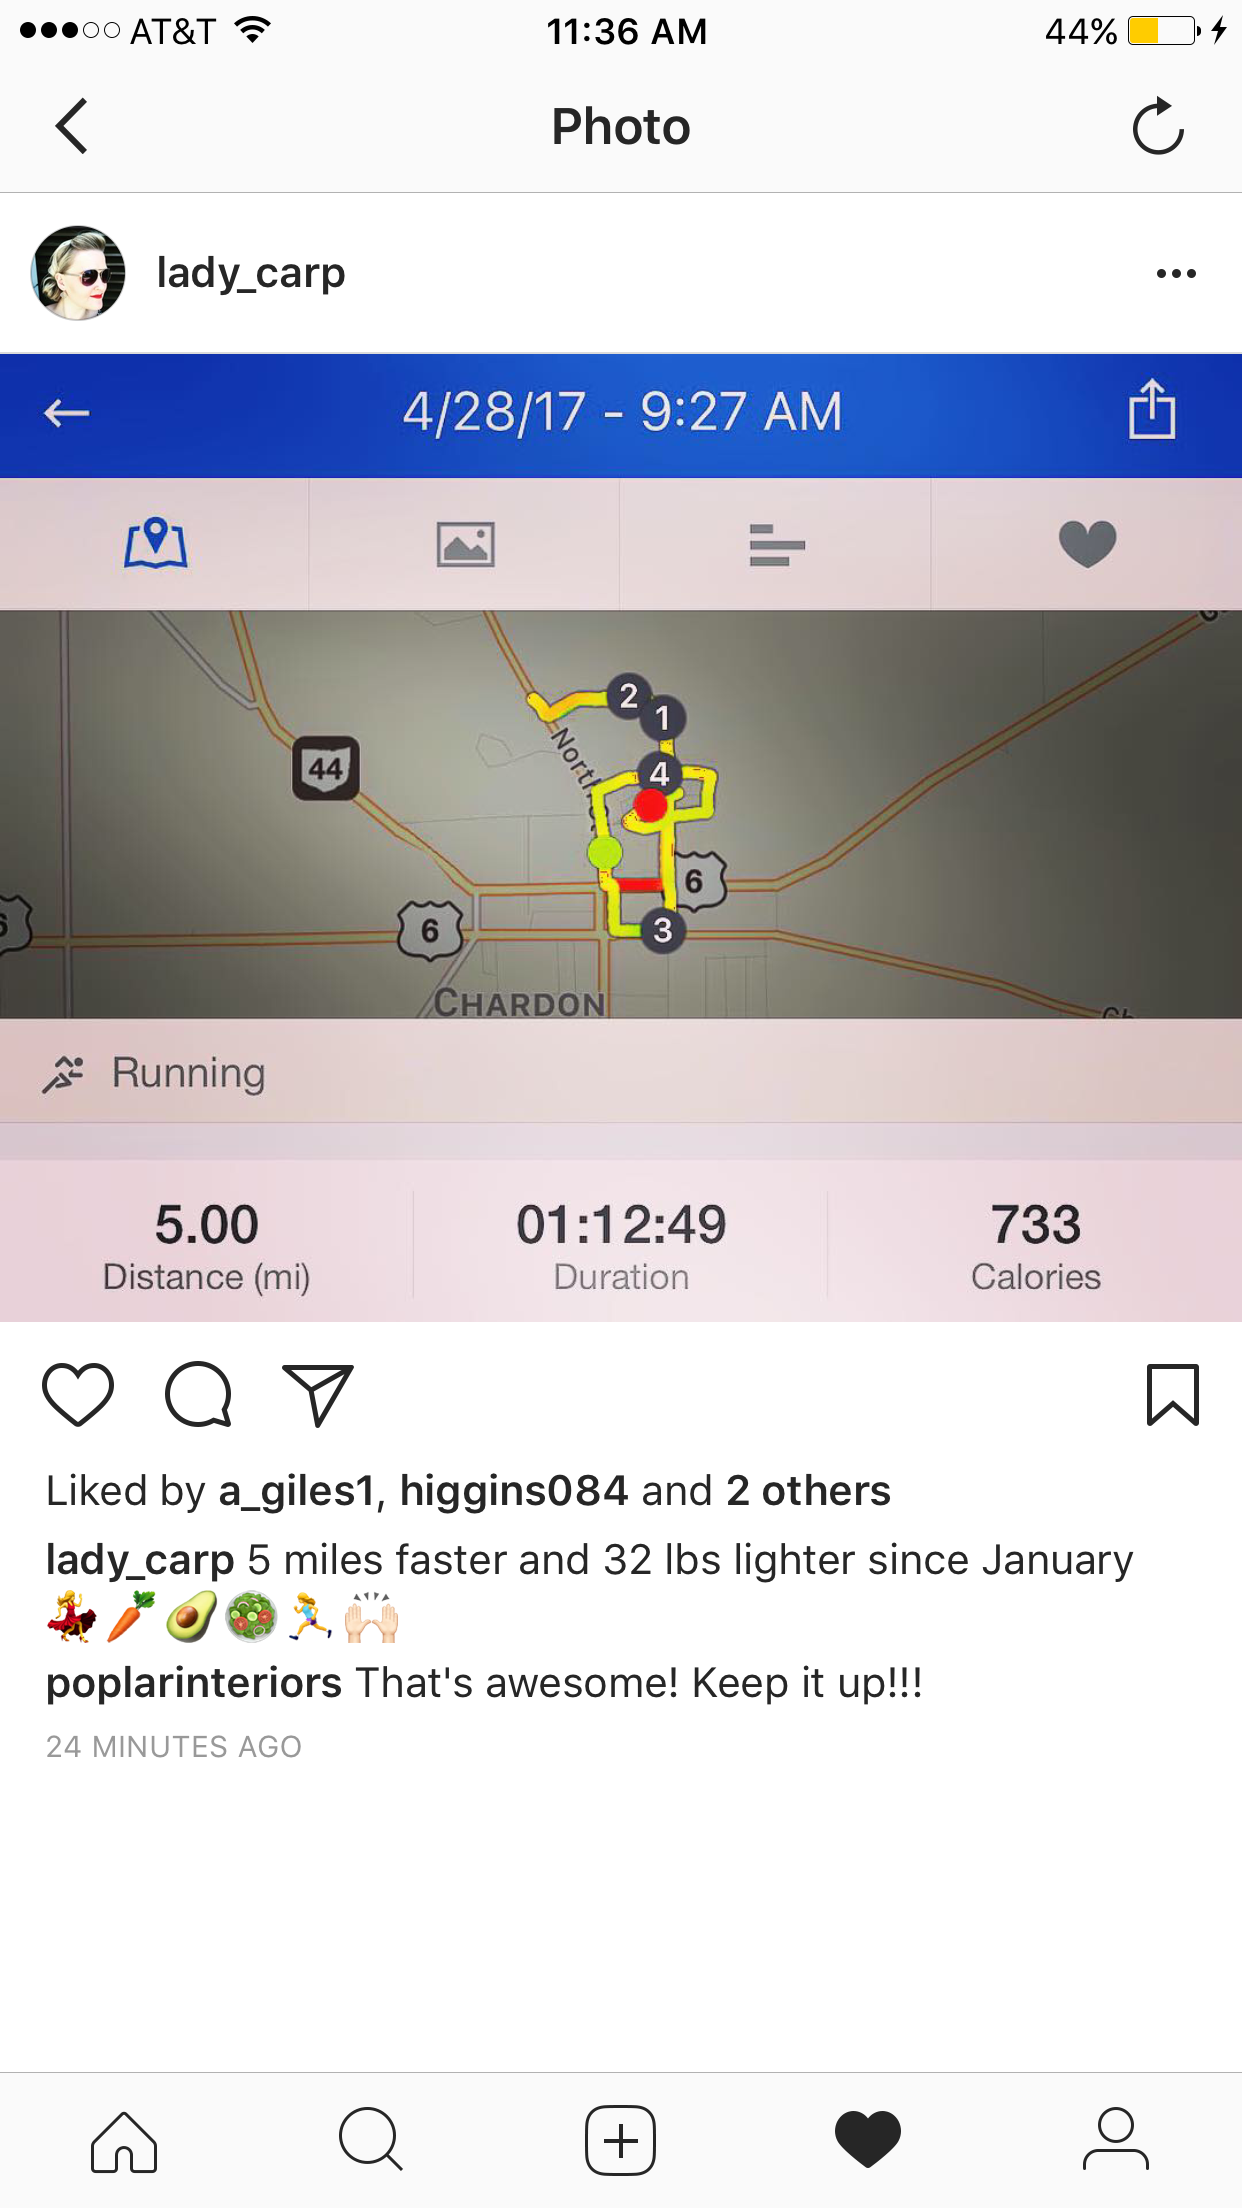 AT&T 11:36 AM 44%
Photo
lady_carp
4/28/17 - 9:27 AM
2
1
North
44
4
6
6
3
CHARDON
Running
5.00 01:12:49 733
Distance (mi) Duration Calories
Liked by a_giles1, higgins084 and 2 others
lady_carp 5 miles faster and 32 lbs lighter since January
💃🥕🥑🥗🏃‍♀️🙌🏻
poplarinteriors That's awesome! Keep it up!!!
24 MINUTES AGO